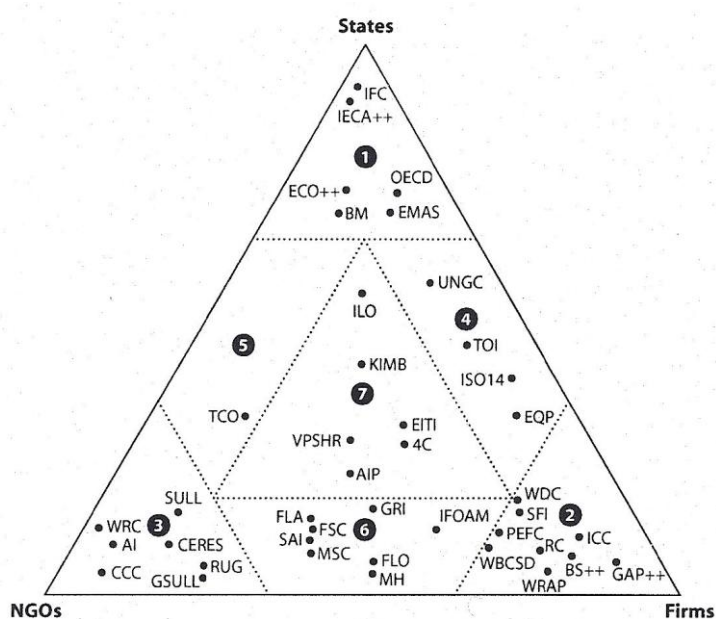 States
IFC
IECA++
1
ECO++
OECD
BM
EMAS
UNGC
ILO
4
5
TOI
KIMB
ISO14
7
TCO
EQP
EITI
VPSHR
4C
AIP
WDC
SULL
GRI
SFI
2
FLA
IFOAM
WRC
3
FSC
6
PEFC
ICC
AI
CERES
SAI
RC
MSC
WBCSD
BS++
CCC
RUG
FLO
GAP++
GSULL
MH
WRAP
NGOs
Firms